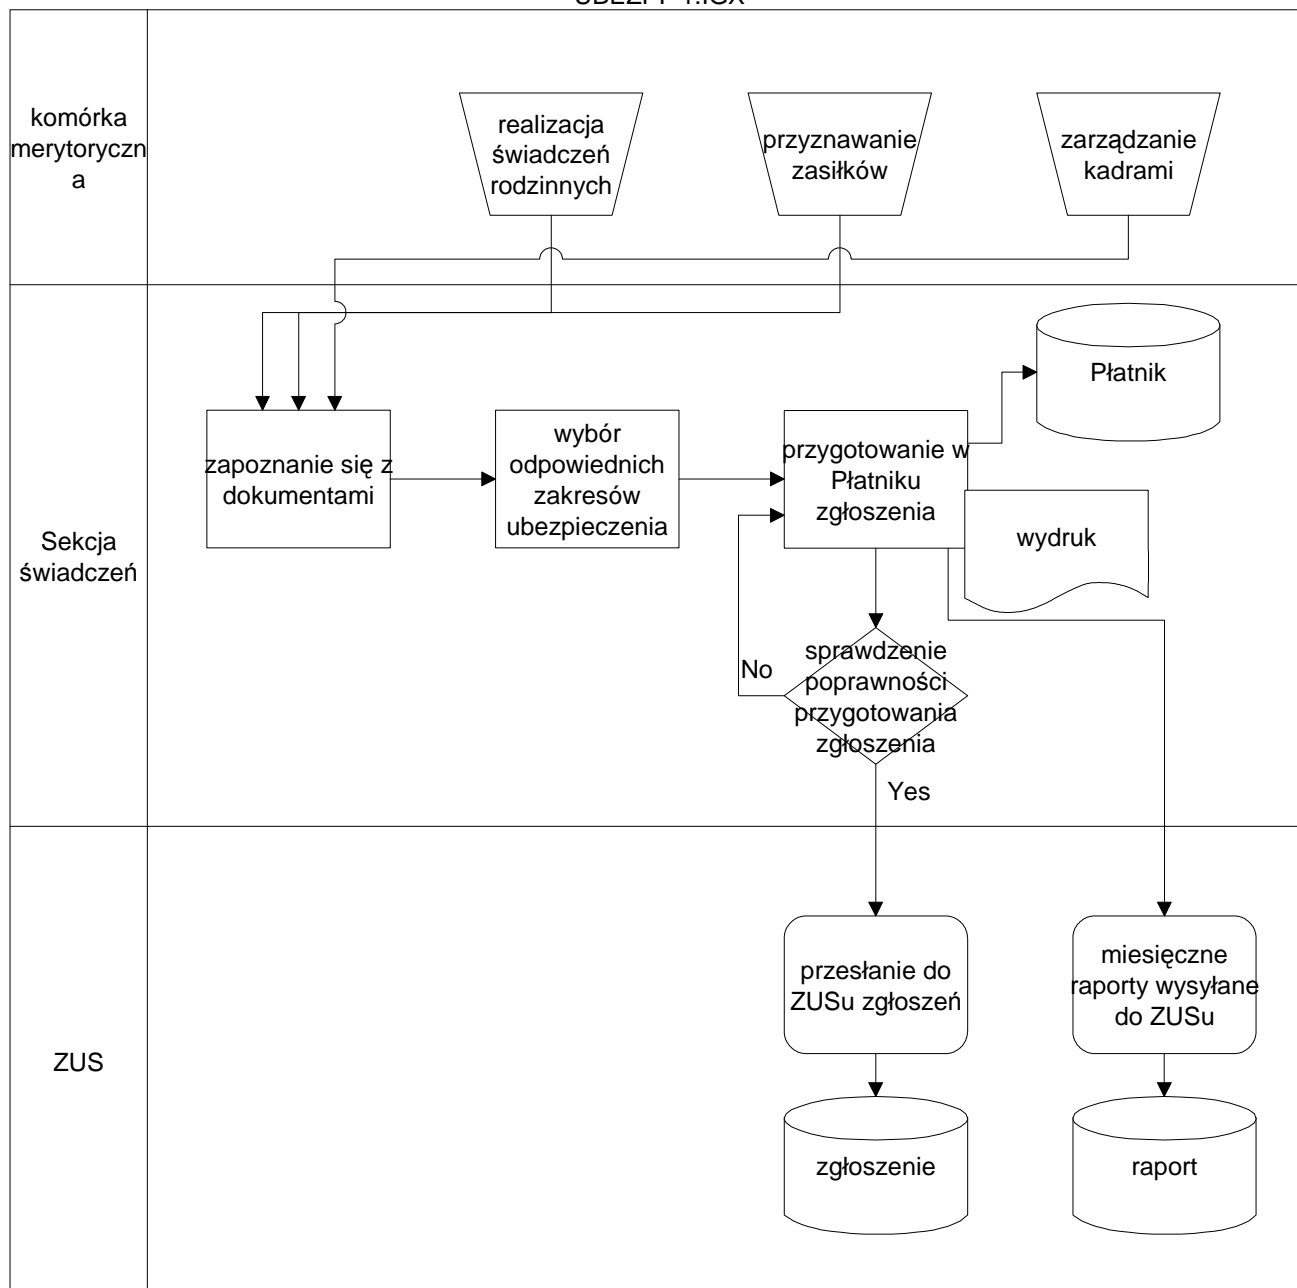 komórka
merytoryczn
a
realizacja
świadczeń
rodzinnych
przyznawanie
zasiłków
zarządzanie
kadrami
Sekcja
świadczeń
zapoznanie się z
dokumentami
wybór
odpowiednich
zakresów
ubezpieczenia
przygotowanie w
Płatniku
zgłoszenia
Płatnik
wydruk
No
sprawdzenie
poprawności
przygotowania
zgłoszenia
Yes
ZUS
przesłanie do
ZUSu zgłoszeń
miesięczne
raporty wysyłane
do ZUSu
zgłoszenie
raport